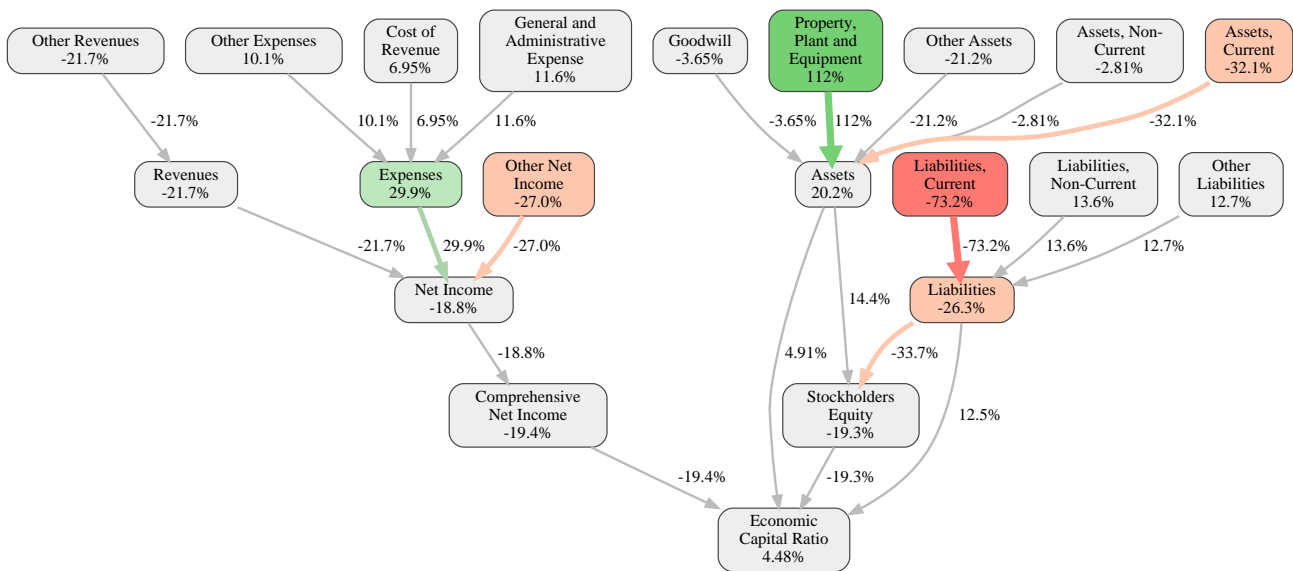 Other Revenues
-21.7%
Other Expenses
10.1%
Cost of
Revenue
6.95%
General and
Administrative
Expense
11.6%
Goodwill
-3.65%
Property,
Plant and
Equipment
112%
Other Assets
-21.2%
Assets, Non-
Current
-2.81%
Assets,
Current
-32.1%
-21.7%
10.1%
6.95%
11.6%
-3.65%
112%
-21.2%
-2.81%
-32.1%
Revenues
-21.7%
Expenses
29.9%
Other Net
Income
-27.0%
Assets
20.2%
Liabilities,
Current
-73.2%
Liabilities,
Non-Current
13.6%
Other
Liabilities
12.7%
-21.7%
29.9%
-27.0%
-73.2%
13.6%
12.7%
Net Income
-18.8%
14.4%
Liabilities
-26.3%
-18.8%
4.91%
-33.7%
Comprehensive
Net Income
-19.4%
Stockholders
Equity
-19.3%
12.5%
-19.4%
-19.3%
Economic
Capital Ratio
4.48%